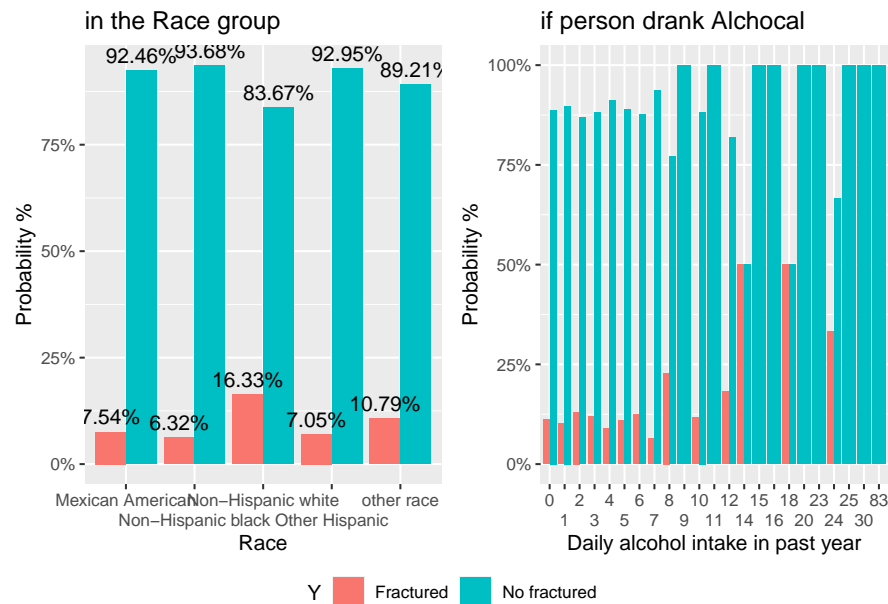 in the Race group
92.46%
93.68%
83.67%
92.95%
89.21%
7.54%
6.32%
16.33%
7.05%
10.79%
Probability %
75%
50%
25%
0%
Mexican American
Non−Hispanic black
Non−Hispanic white
Other Hispanic
other race
Race
if person drank Alchocal
Probability %
100%
75%
50%
25%
0%
0 2 4 6 8 10 12 15 18 23 25 83
1 3 5 7 9 11 14 16 20 24 30
Daily alcohol intake in past year
Y Fractured No fractured